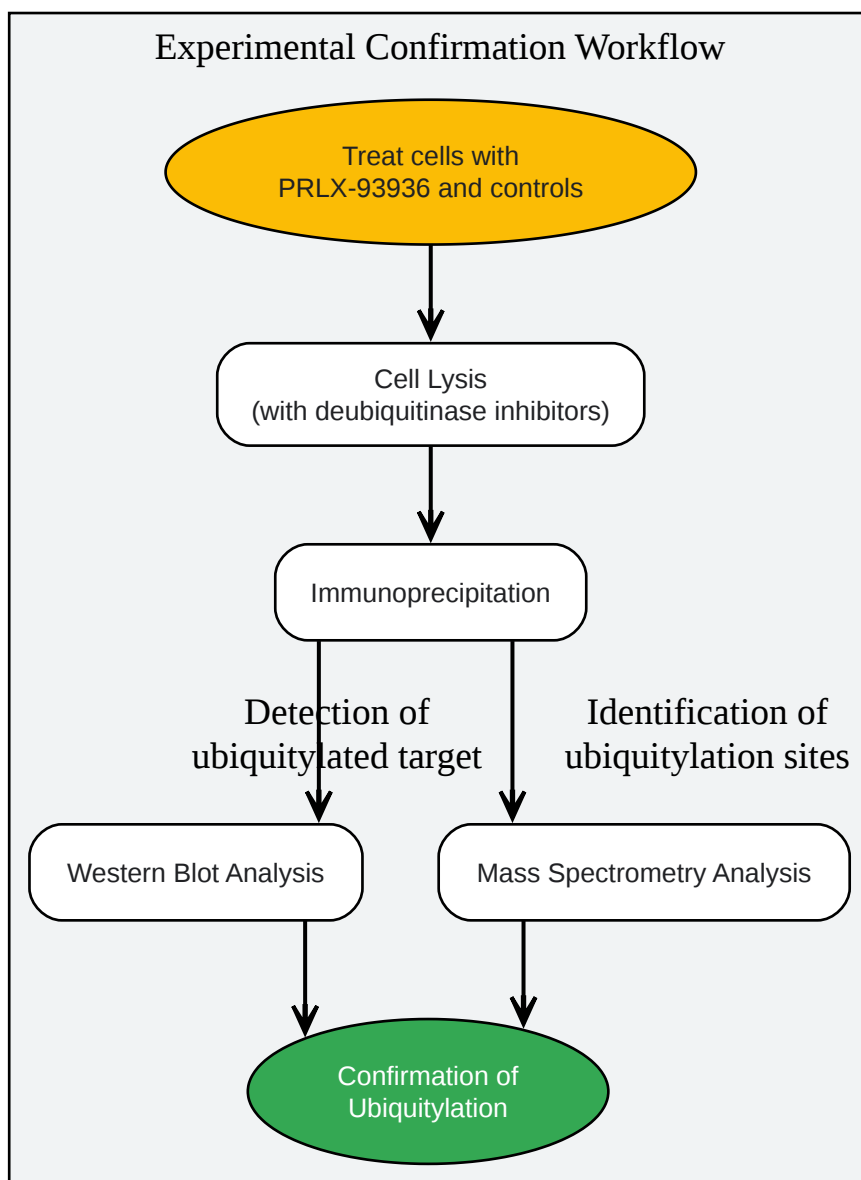 Experimental Confirmation Workflow
Treat cells with
PRLX-93936 and controls
Cell Lysis
(with deubiquitinase inhibitors)
Immunoprecipitation
Detection of
ubiquitylated target
Identification of
ubiquitylation sites
Western Blot Analysis
Mass Spectrometry Analysis
Confirmation of
Ubiquitylation